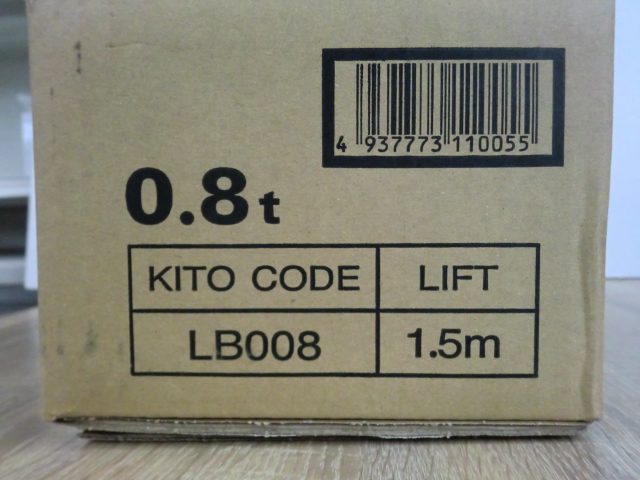 4 937773 110055
0.8t
KITO CODE LIFT
LB008 1.5m